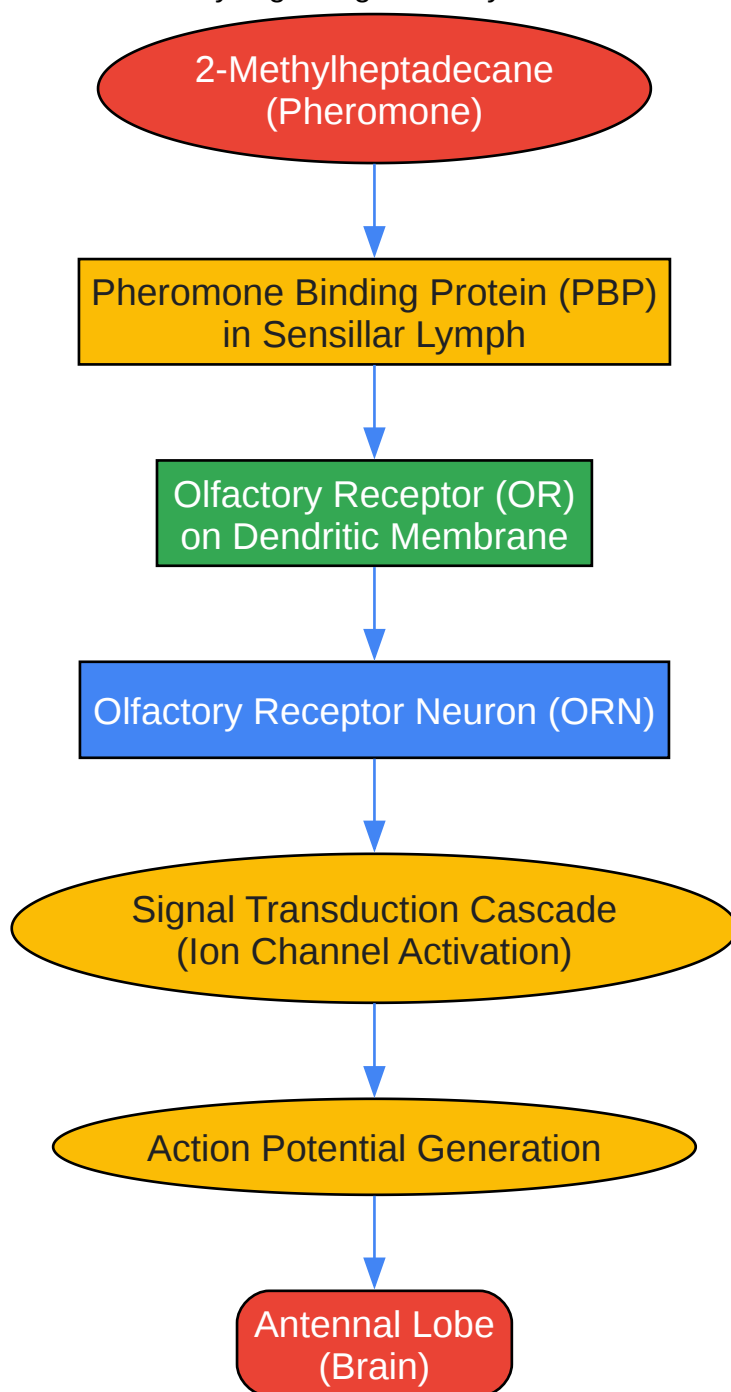 2-Methylheptadecane
(Pheromone)
Pheromone Binding Protein (PBP)
in Sensillar Lymph
Olfactory Receptor (OR)
on Dendritic Membrane
Olfactory Receptor Neuron (ORN)
Signal Transduction Cascade
(Ion Channel Activation)
Action Potential Generation
Antennal Lobe
(Brain)